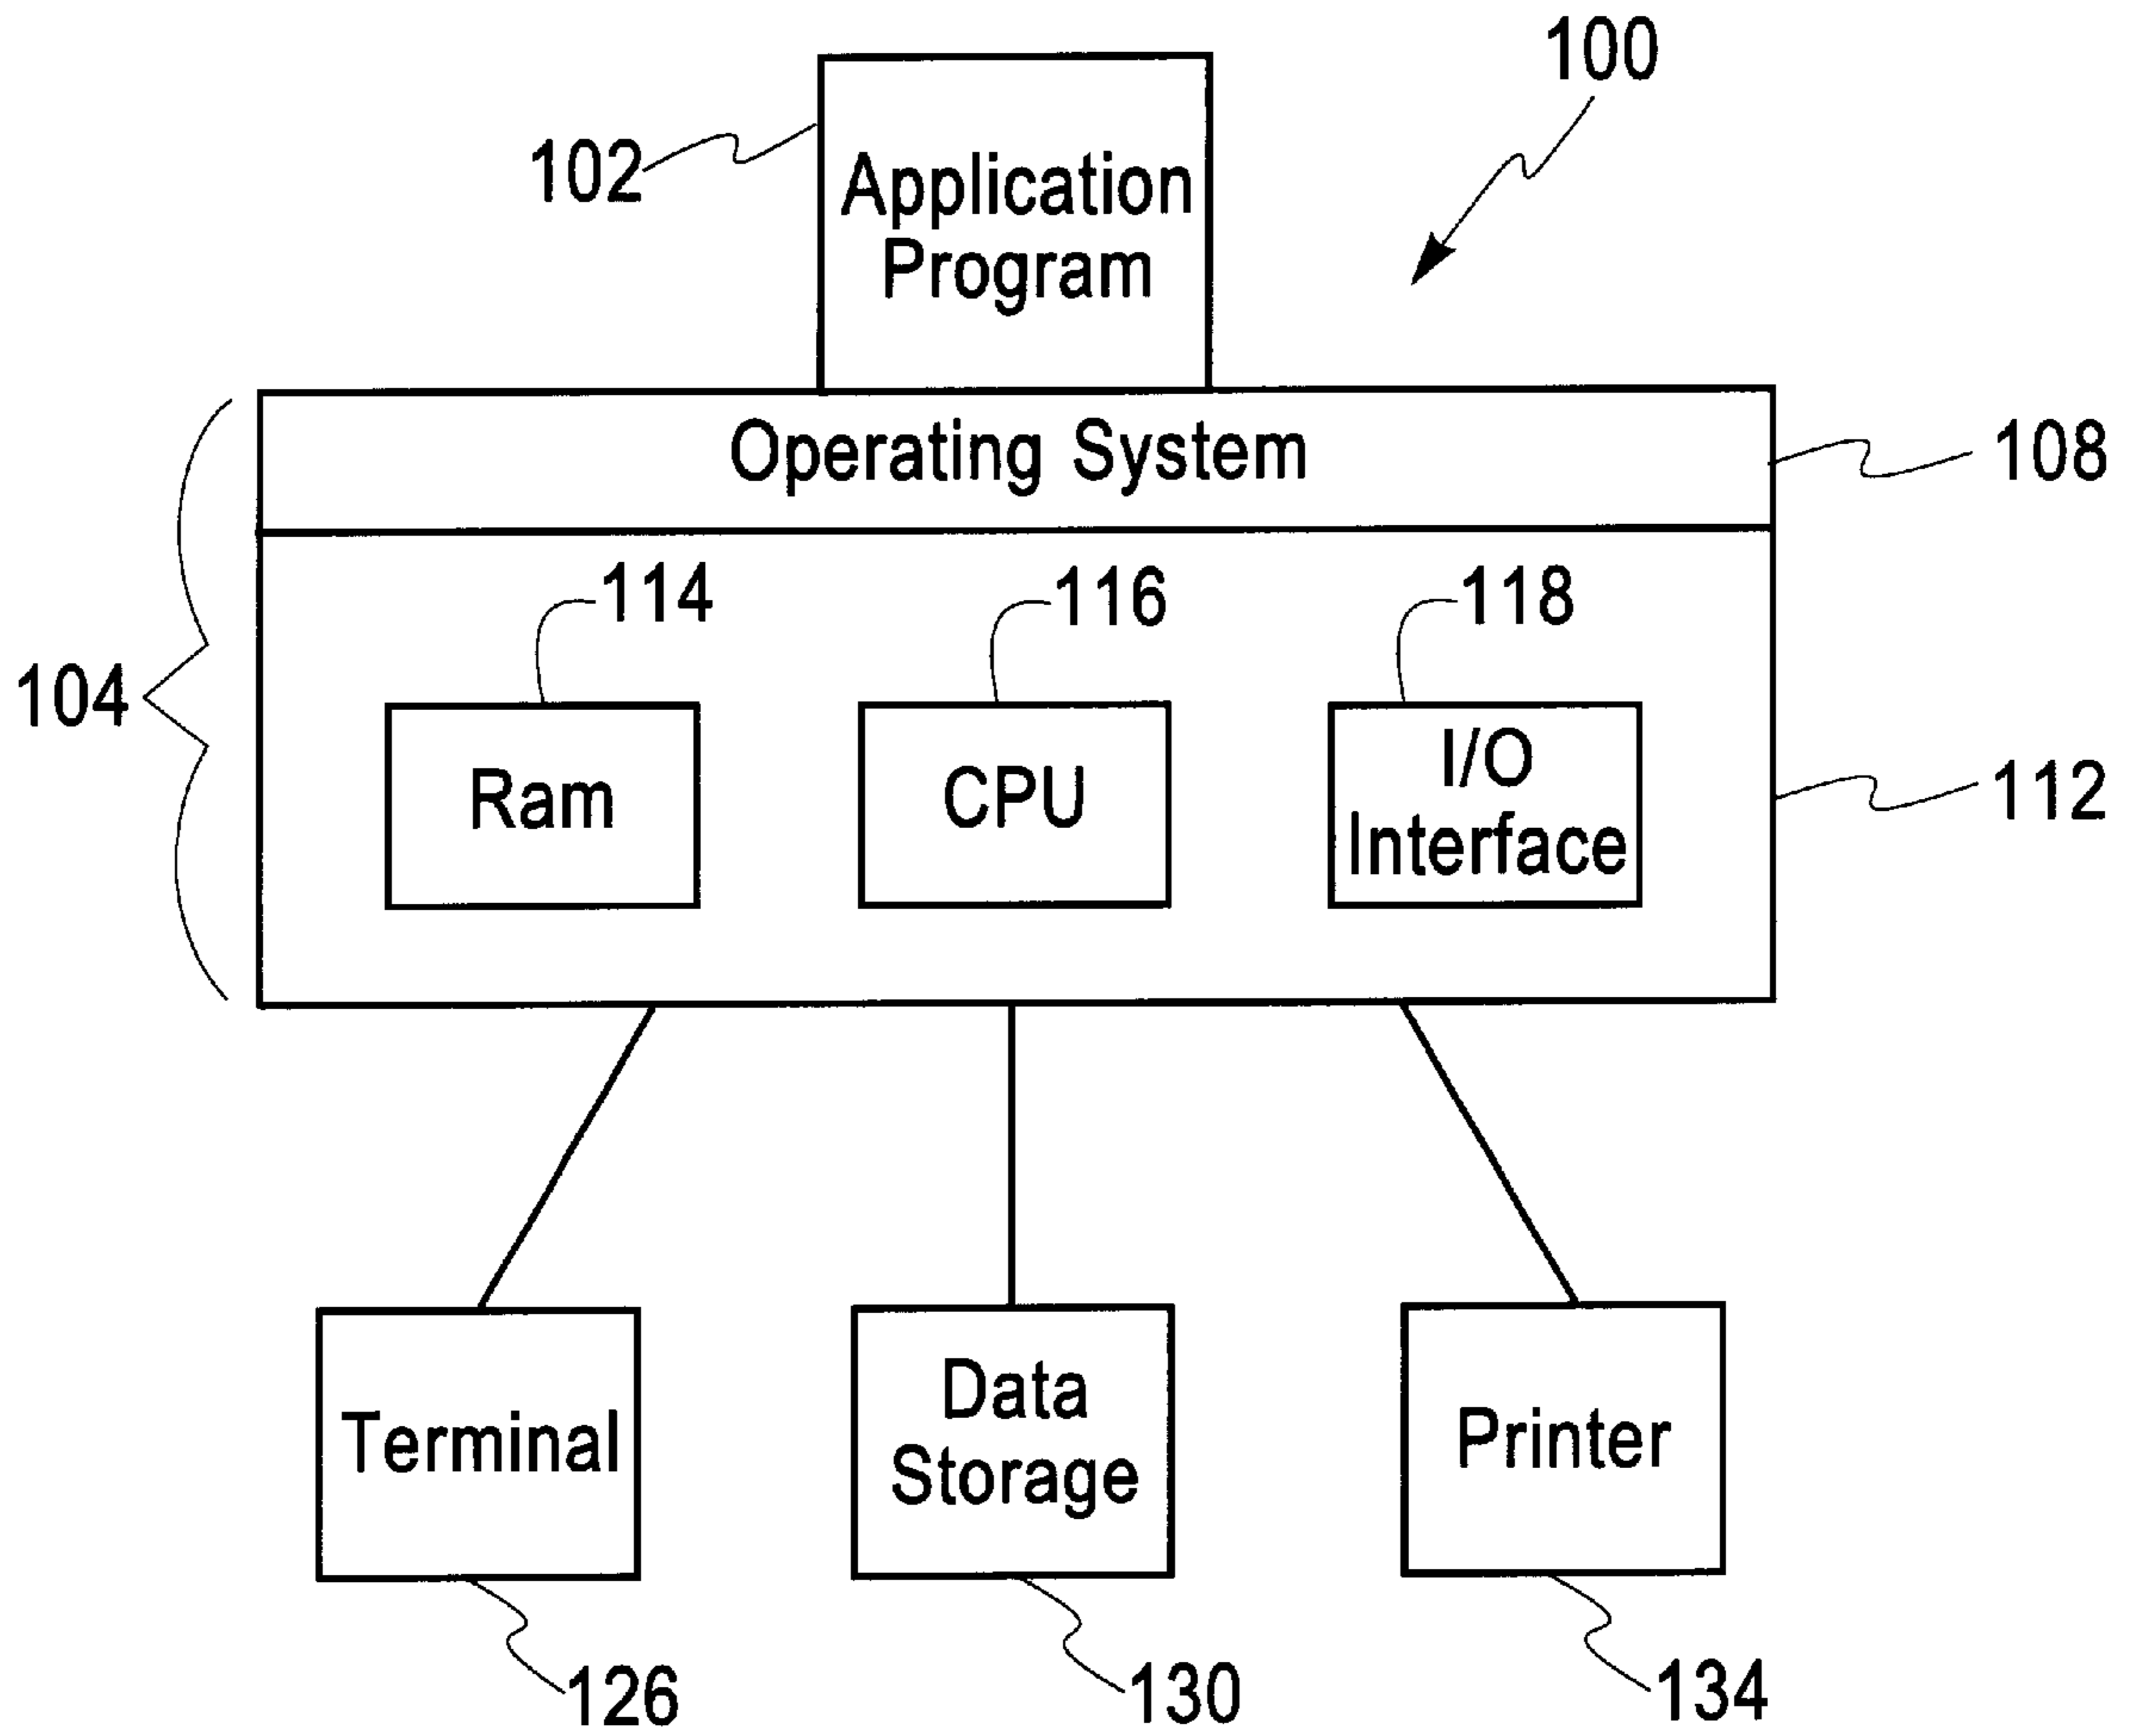 100
102
Application
Program
Operating System
108
114
116
118
104
Ram
CPU
I/O
Interface
112
Terminal
Data
Storage
Printer
126
130
134